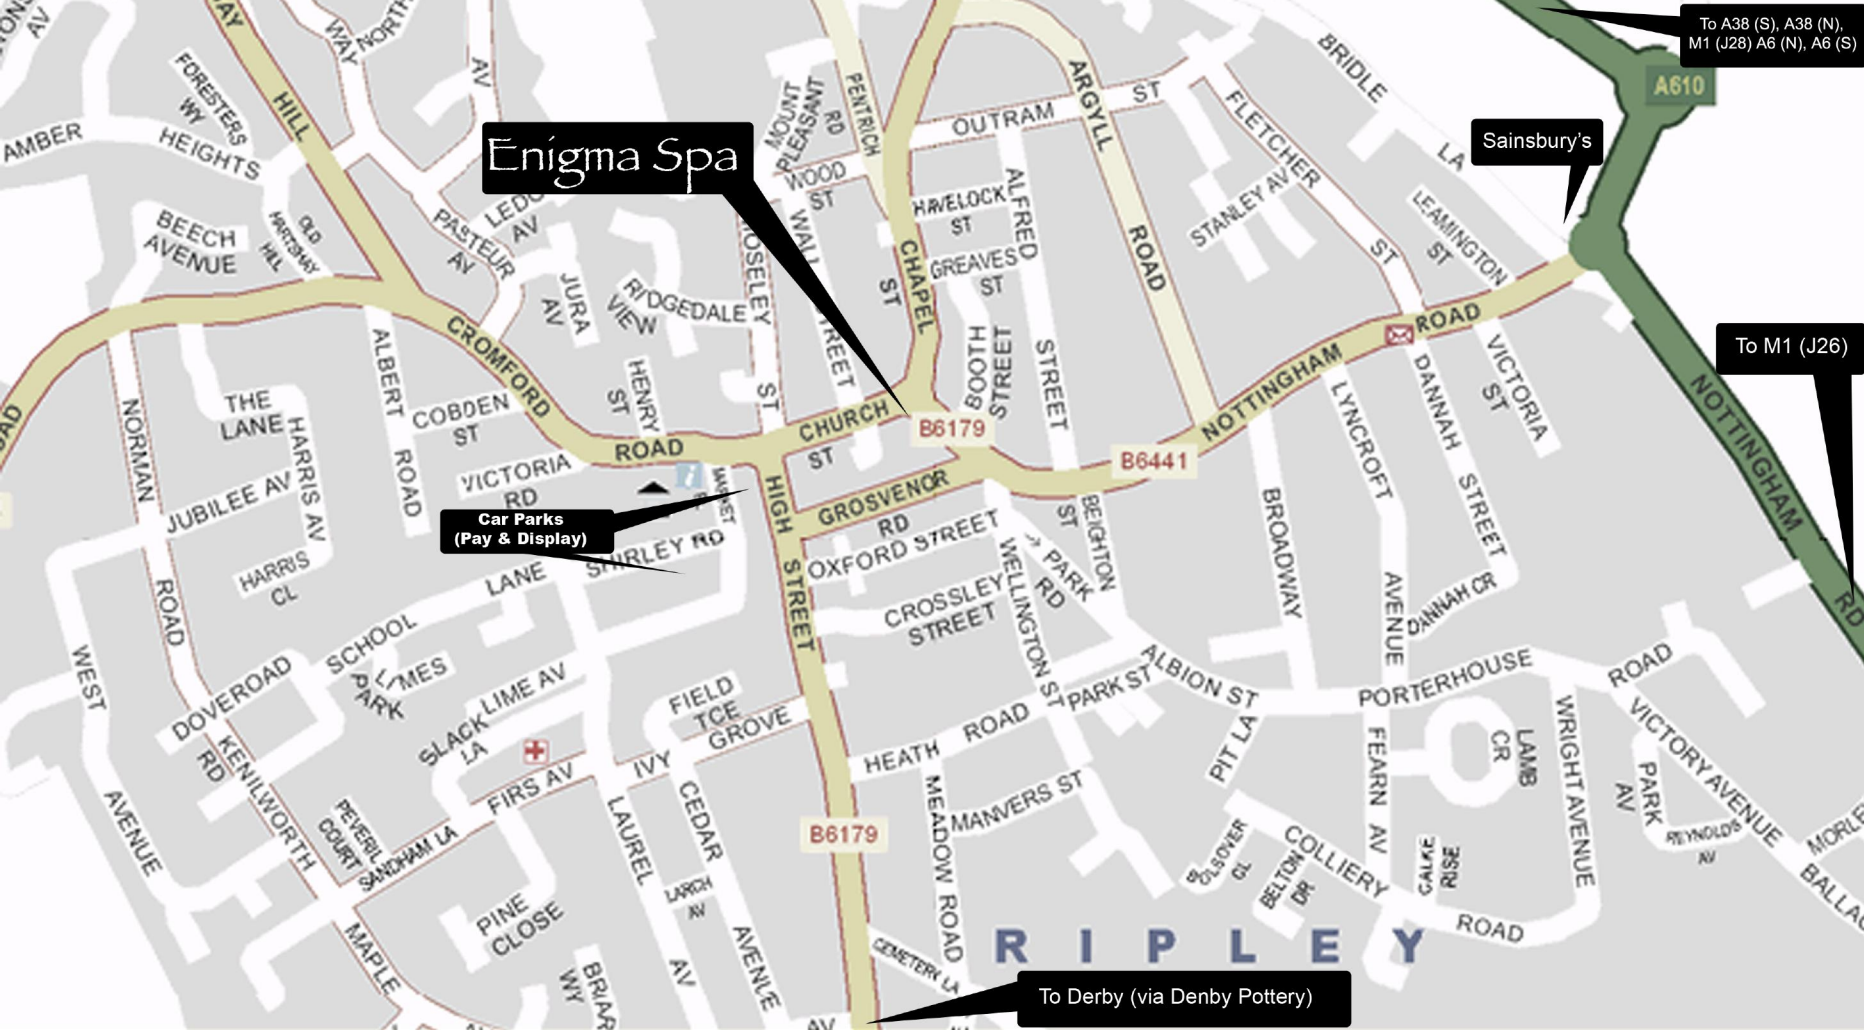 To A38 (S), A38 (N),
M1 (J28) A6 (N), A6 (S)
A610
Sainsbury's
To M1 (J26)
Enigma Spa
Car Parks
(Pay & Display)
To Derby (via Denby Pottery)
RIPLEY
B6179
B6441
B6179
HILL
WAY
AV
AV
FORESTERS
WY
AMBER
HEIGHTS
BEECH
AVENUE
OLD
HARTSHAY
HILL
PASTEUR
AV
AV
JURA
AV
RIDGEDALE
VIEW
MOUNT
PLEASANT
RD
PENTRICH
WOOD
ST
OUTRAM
ST
ARGYLL
ROAD
BRIDLE
LA
FLETCHER
ST
STANLEY AV
LEAMINGTON
ST
HAVELOCK
ST
ALFRED
STREET
GREAVES
ST
CHAPEL
ST
BOOTH
STREET
MOSELEY
ST
WALL
STREET
CROMFORD
ROAD
ALBERT
ROAD
COBDEN
ST
HENRY
ST
VICTORIA
RD
THE
LANE
HARRIS AV
JUBILEE AV
HARRIS
CL
NORMAN
ROAD
CHURCH
ST
GROSVENOR
RD
HIGH
STREET
MARKET
i
SHIRLEY RD
OXFORD STREET
CROSSLEY
STREET
WELLINGTON ST
PARK
RD
BEIGHTON
ST
NOTTINGHAM
ROAD
NOTTINGHAM
RD
DANNAH
STREET
VICTORIA
ST
LYNCROFT
AVENUE
BROADWAY
DANNAH CR
SCHOOL
LANE
LIMES
PARK
DOVEROAD
WEST
AVENUE
SLACK
LA
LIME AV
FIELD
TCE
IVY
GROVE
FIRS AV
KENILWORTH
RD
PEVERIL
COURT
SANDHAM LA
PINE
CLOSE
MAPLE
LAUREL
AV
CEDAR
AVENUE
LARCH
AV
BRIAR
WY
AV
HEATH
ROAD
PARK ST
ALBION ST
PIT LA
MANVERS ST
MEADOW ROAD
CEMETERY LA
PORTERHOUSE
ROAD
FEARN
AV
LAMB
CR
WRIGHT AVENUE
VICTORY AVENUE
PARK
AV
REYNOLDS
AV
COLLIERY
ROAD
BELTON
DR
RISE